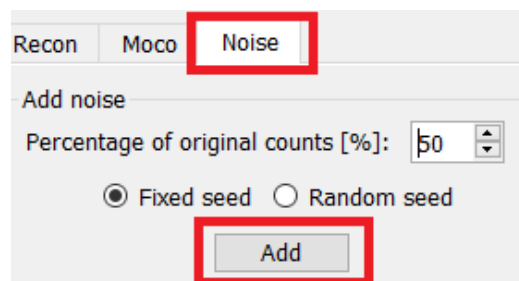 Recon Moco Noise
Add noise
Percentage of original counts [%]: 50
Fixed seed Random seed
Add